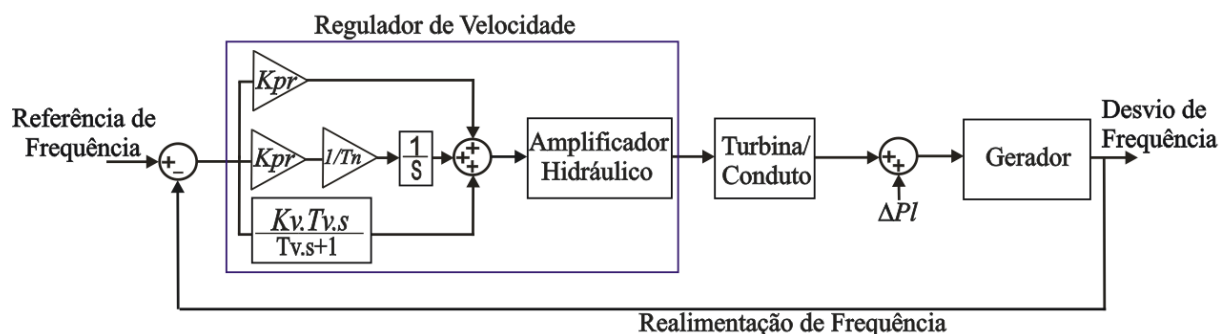 Regulador de Velocidade
Referência de
Frequência
+
−
Kpr
Kpr
1/Tn
1
S
Kv.Tv.s
Tv.s+1
+
+
+
Amplificador
Hidráulico
Turbina/
Conduto
+
+
ΔPl
Gerador
Desvio de
Frequência
Realimentação de Frequência